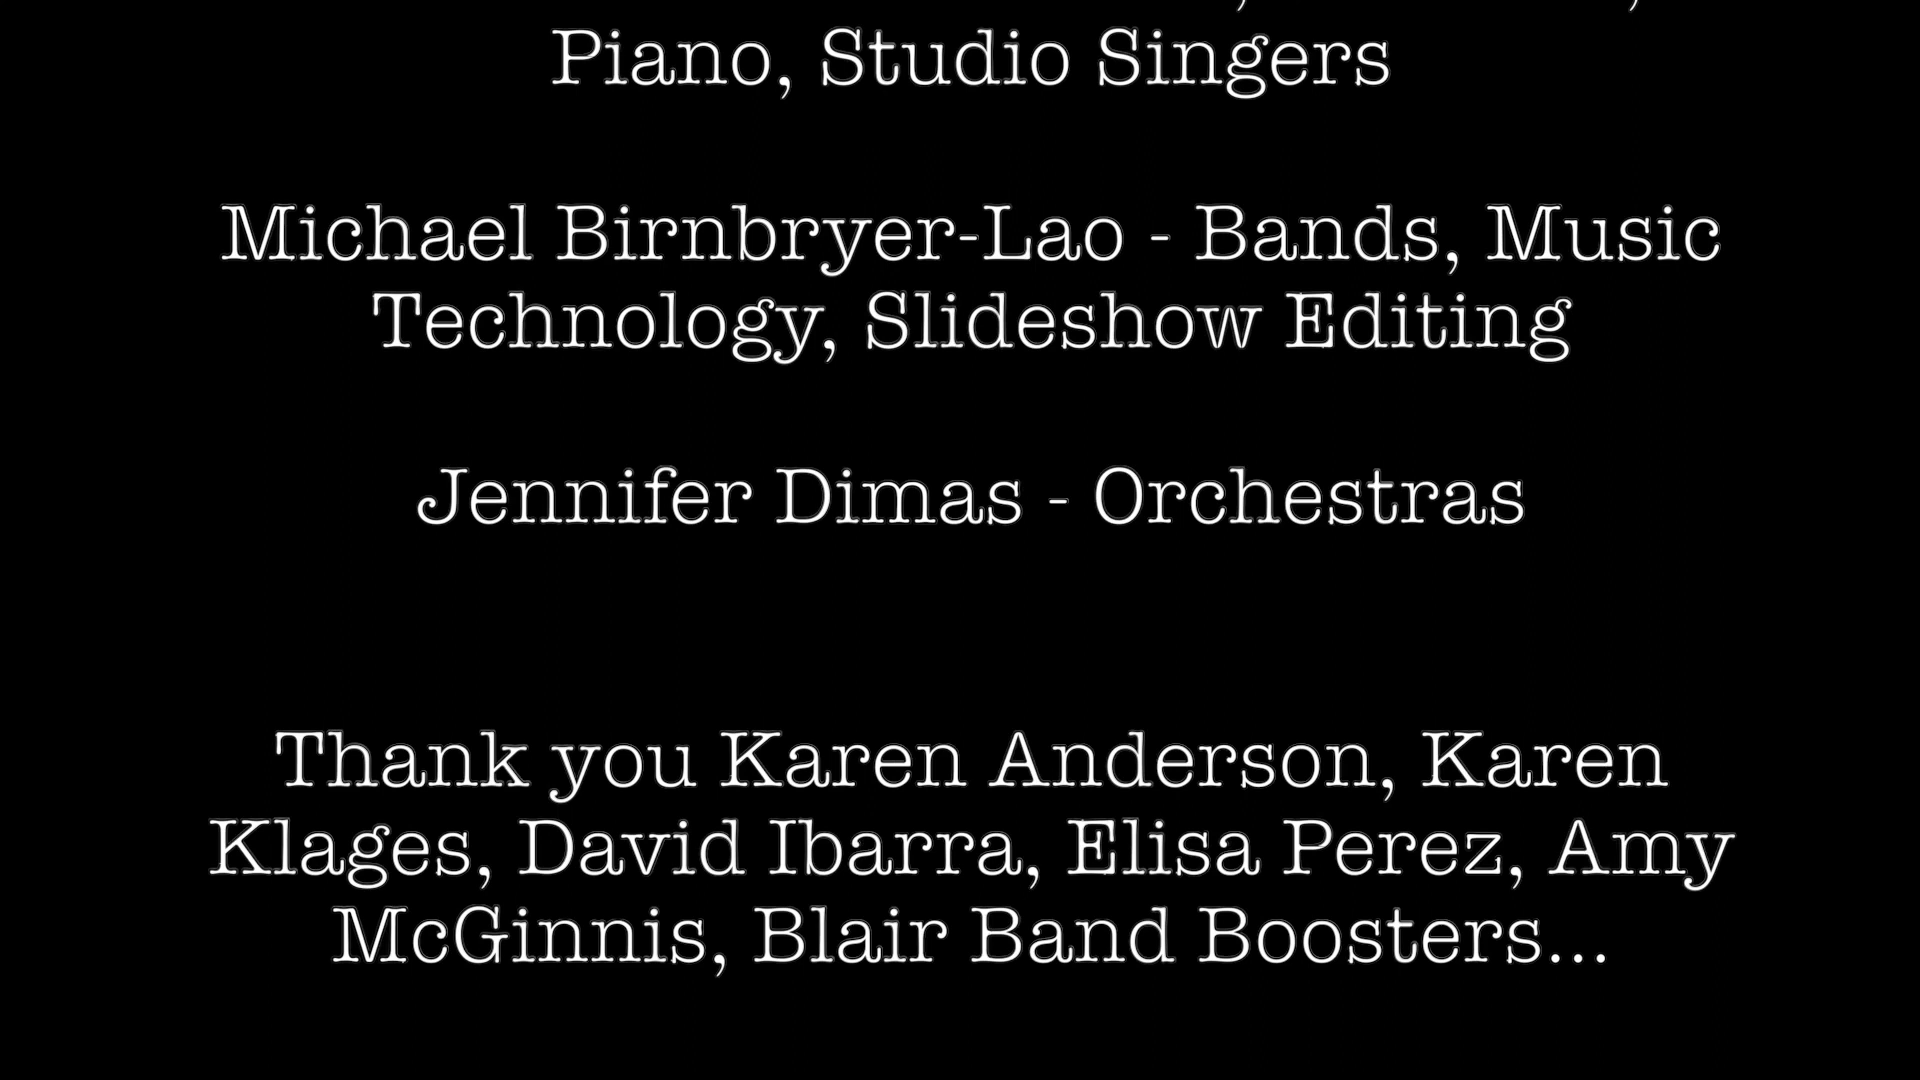 Piano, Studio Singers
Michael Birnbryer-Lao - Bands, Music
Technology, Slideshow Editing
Jennifer Dimas - Orchestras
Thank you Karen Anderson, Karen
Klages, David Ibarra, Elisa Perez, Amy
McGinnis, Blair Band Boosters...